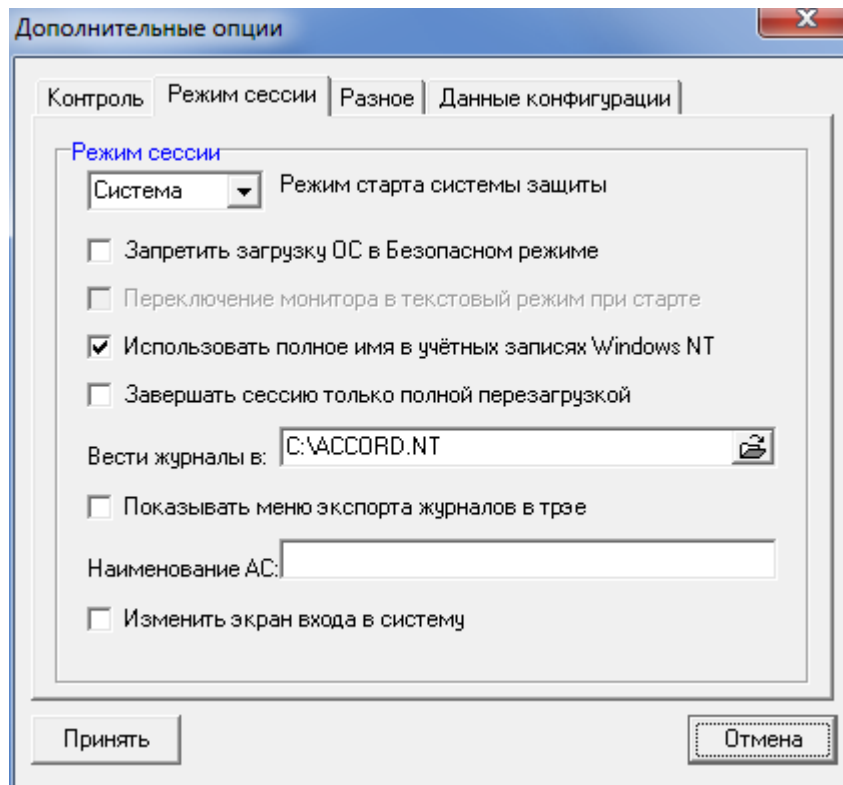 Дополнительные опции
Контроль Режим сессии Разное Данные конфигурации
Режим сессии
Система Режим старта системы защиты
Запретить загрузку ОС в Безопасном режиме
Переключение монитора в текстовый режим при старте
Использовать полное имя в учётных записях Windows NT
Завершать сессию только полной перезагрузкой
Вести журналы в: C:\ACCORD.NT
Показывать меню экспорта журналов в трэе
Наименование АС:
Изменить экран входа в систему
Принять Отмена